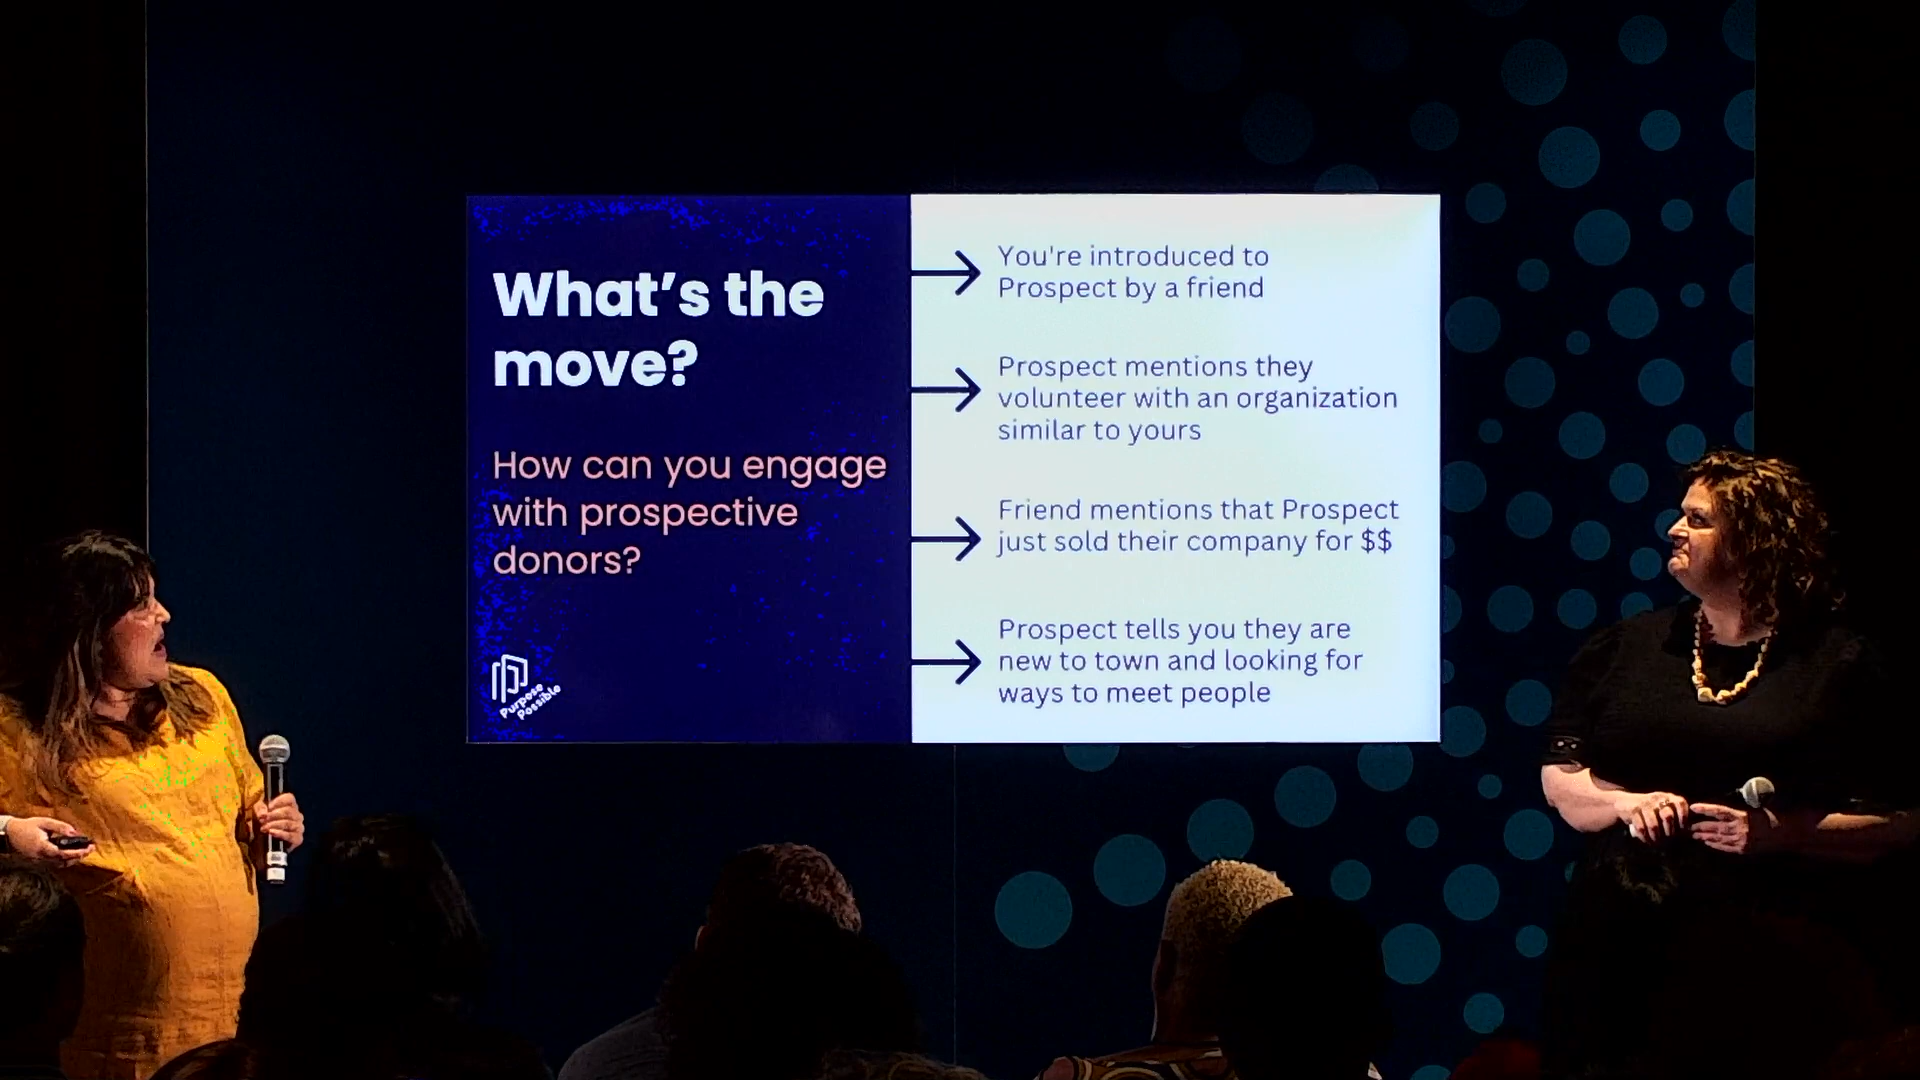 What’s the
move?
How can you engage
with prospective
donors?
Purpose
Possible
You're introduced to
Prospect by a friend
Prospect mentions they
volunteer with an organization
similar to yours
Friend mentions that Prospect
just sold their company for $$
Prospect tells you they are
new to town and looking for
ways to meet people